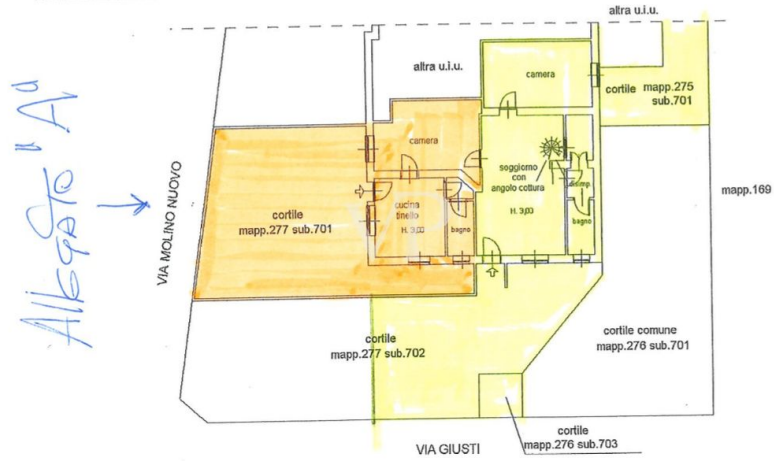 altra u.i.u.
altra u.i.u.
camera
cortile mapp.275
sub.701
Allegato "A"
camera
soggiorno
con
angolo cottura
H. 3,00
disimp.
bagno
mapp.169
VIA MOLINO NUOVO
cortile
mapp.277 sub.701
cucina
tinello
H. 3,00
bagno
cortile
mapp.277 sub.702
cortile comune
mapp.276 sub.701
cortile
mapp.276 sub.703
VIA GIUSTI